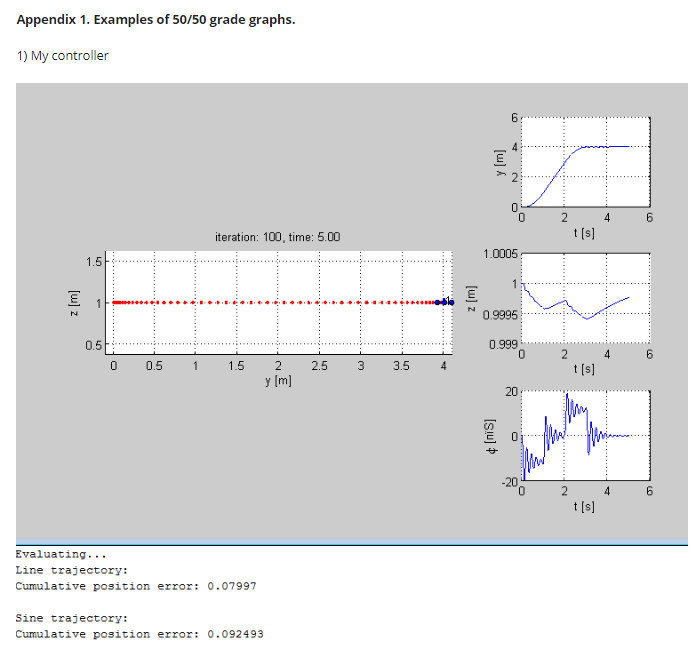 Appendix 1. Examples of 50/50 grade graphs.
1) My controller
iteration: 100, time: 5.00
1.5
1
0.5
z [m]
0 0.5 1 1.5 2 2.5 3 3.5 4
y [m]
6
4
2
0
y [m]
0 2 4 6
t [s]
1.0005
1
0.9995
0.999
z [m]
0 2 4 6
t [s]
20
0
-20
ϕ [пїЅ]
0 2 4 6
t [s]
Evaluating...
Line trajectory:
Cumulative position error: 0.07997
Sine trajectory:
Cumulative position error: 0.092493